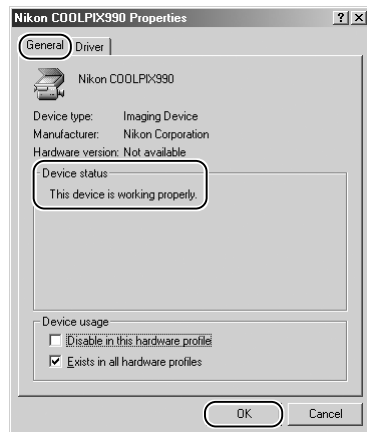 Nikon COOLPIX990 Properties
General Driver
Nikon COOLPIX990
Device type: Imaging Device
Manufacturer: Nikon Corporation
Hardware version: Not available
Device status
This device is working properly.
Device usage
Disable in this hardware profile
Exists in all hardware profiles
OK Cancel